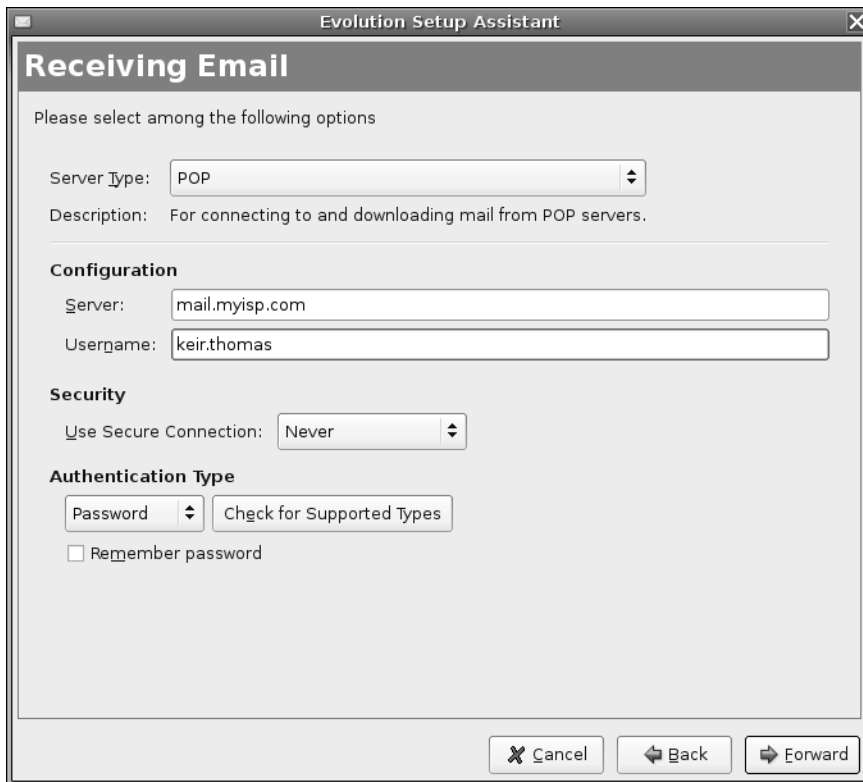 Evolution Setup Assistant
Receiving Email
Please select among the following options
Server Type: POP
Description: For connecting to and downloading mail from POP servers.
Configuration
Server: mail.myisp.com
Username: keir.thomas
Security
Use Secure Connection: Never
Authentication Type
Password Check for Supported Types
Remember password
Cancel Back Forward